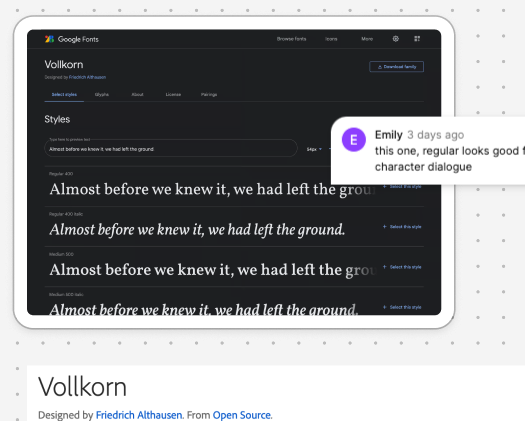 Google Fonts
Browse fonts
Icons
More
Vollkorn
Designed by Friedrich Althausen
Download family
Select styles
Glyphs
About
License
Pairings
Styles
Type here to preview text
Almost before we knew it, we had left the ground
64px
E
Emily 3 days ago
this one, regular looks good f
character dialogue
Regular 400
Almost before we knew it, we had left the grou
+ Select this style
Regular 400 italic
Almost before we knew it, we had left the ground.
+ Select this style
Medium 500
Almost before we knew it, we had left the grou
+ Select this style
Medium 500 italic
Almost before we knew it, we had left the ground.
+ Select this style
Vollkorn
Designed by Friedrich Althausen. From Open Source.